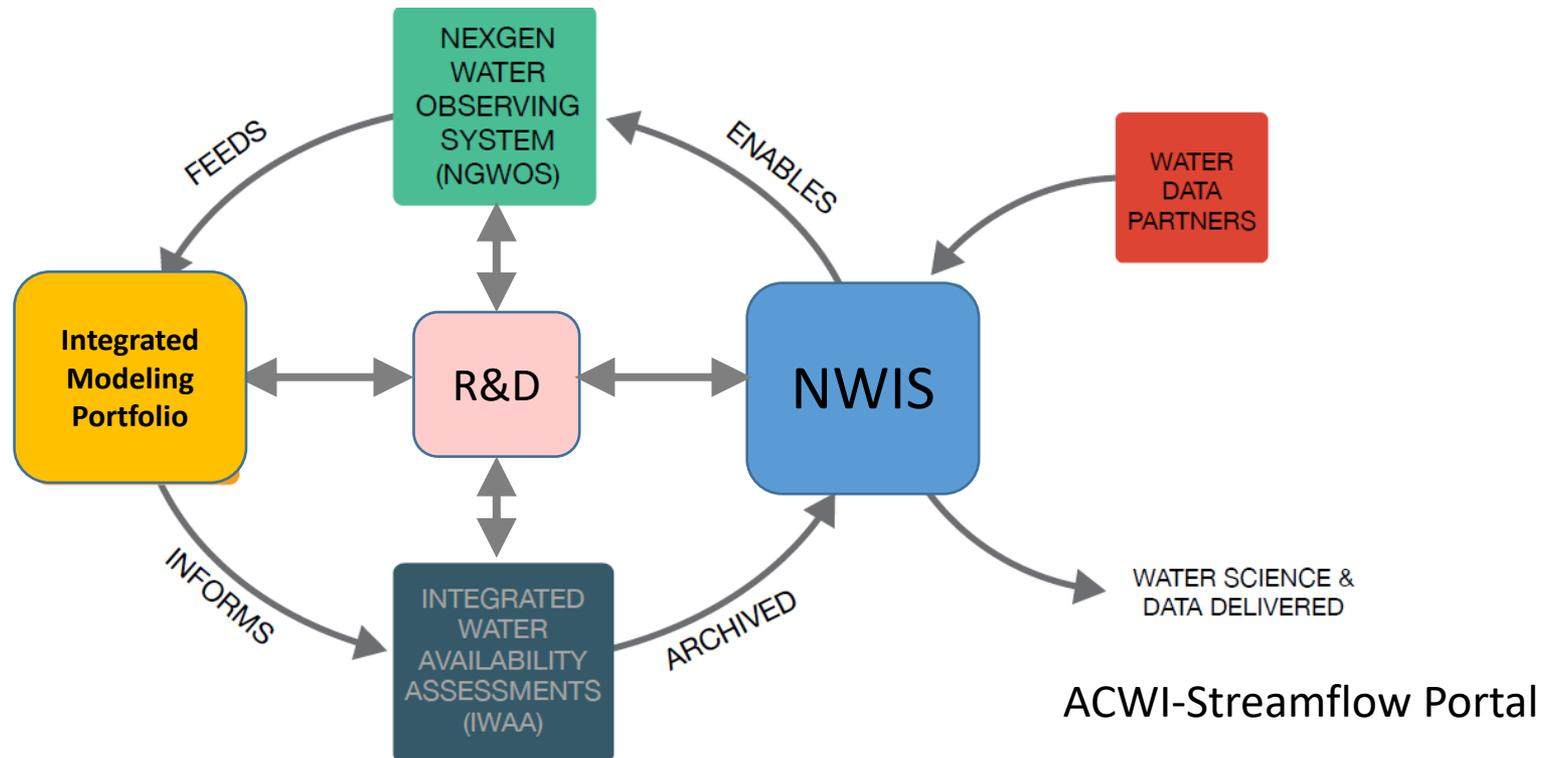 NEXGEN
WATER
OBSERVING
SYSTEM
(NGWOS)
FEEDS
ENABLES
WATER
DATA
PARTNERS
Integrated
Modeling
Portfolio
R&D
NWIS
INFORMS
INTEGRATED
WATER
AVAILABILITY
ASSESSMENTS
(IWAA)
ARCHIVED
WATER SCIENCE &
DATA DELIVERED
ACWI-Streamflow Portal